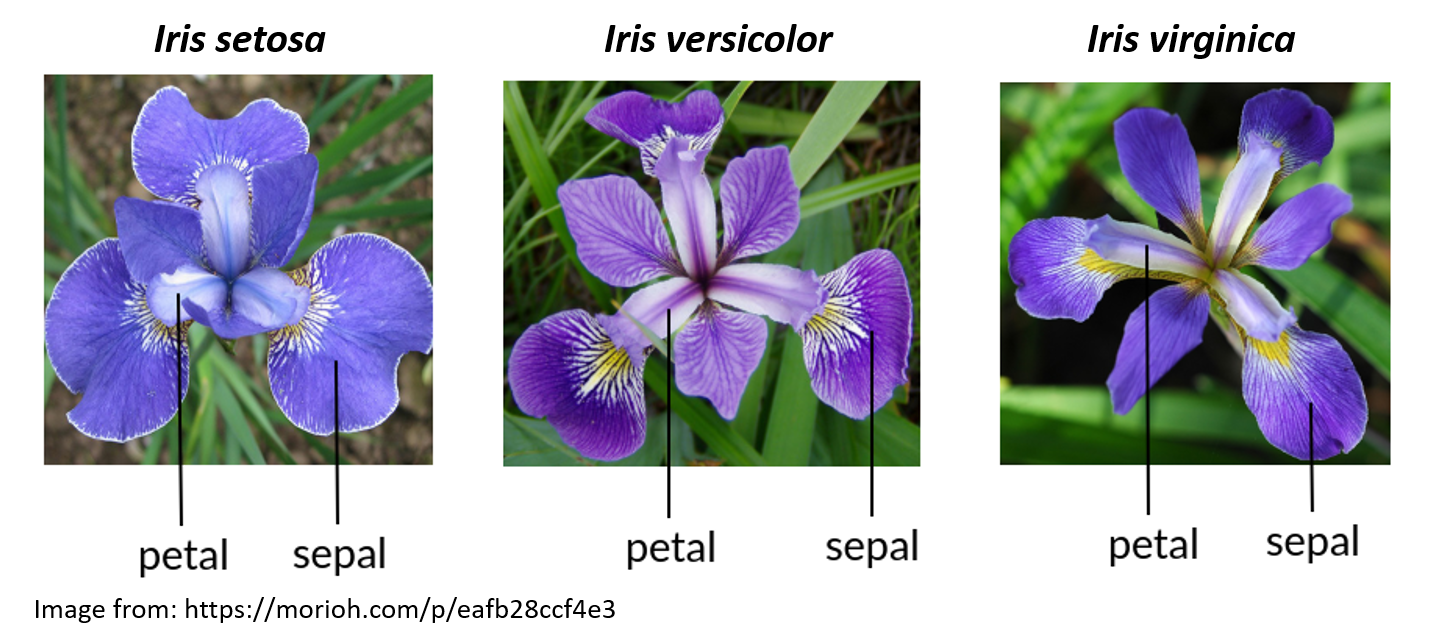 Iris setosa
Iris versicolor
Iris virginica
petal
sepal
petal
sepal
petal
sepal
Image from: https://morioh.com/p/eafb28ccf4e3